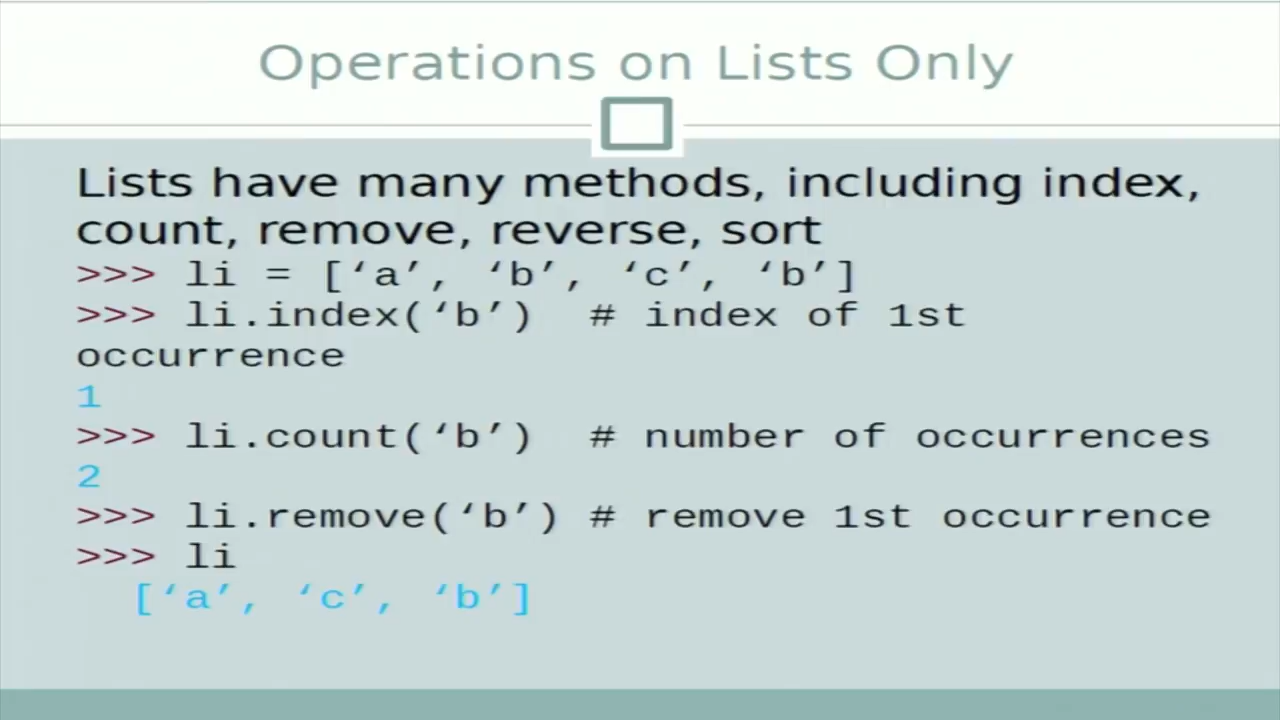 Operations on Lists Only
Lists have many methods, including index,
count, remove, reverse, sort
>>> li = [‘a’, ‘b’, ‘c’, ‘b’]
>>> li.index(‘b’)  # index of 1st
occurrence
1
>>> li.count(‘b’)  # number of occurrences
2
>>> li.remove(‘b’) # remove 1st occurrence
>>> li
[‘a’, ‘c’, ‘b’]